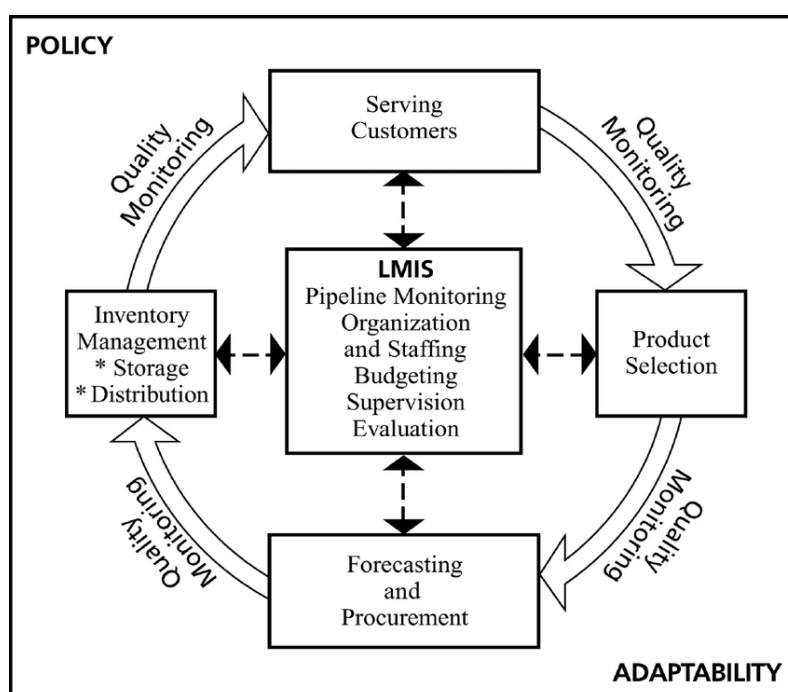 POLICY
Serving
Customers
Quality
Monitoring
Quality
Monitoring
LMIS
Pipeline Monitoring
Organization
and Staffing
Budgeting
Supervision
Evaluation
Inventory
Management
* Storage
* Distribution
Product
Selection
Quality
Monitoring
Quality
Monitoring
Forecasting
and
Procurement
ADAPTABILITY